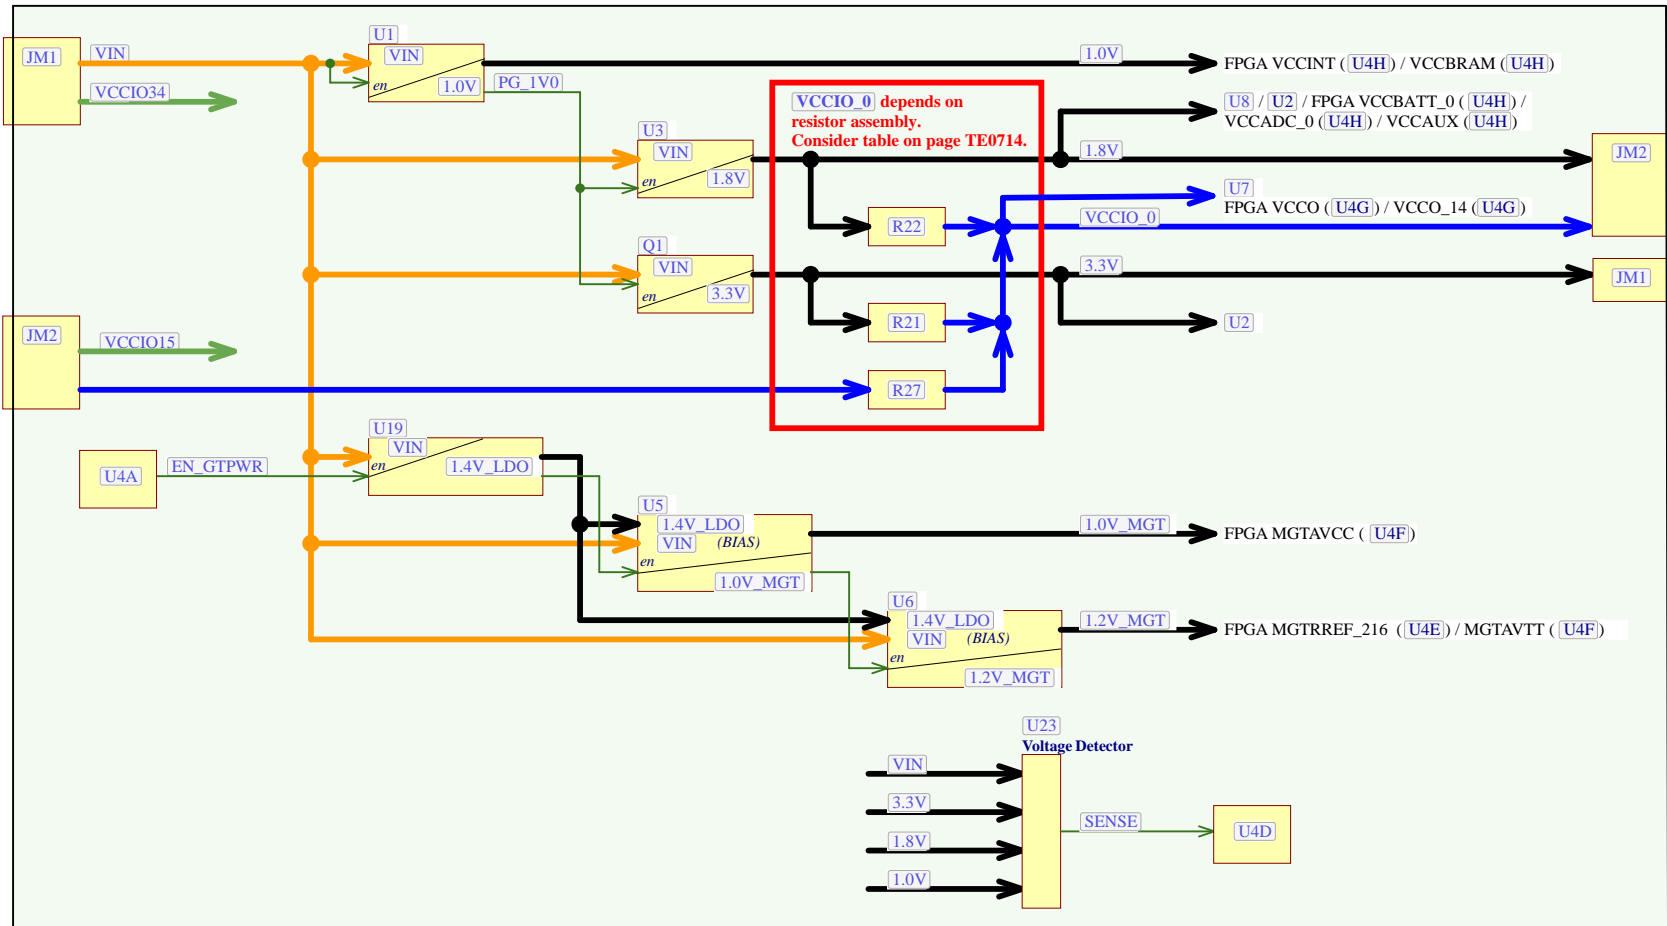 U1
JM1
VIN
VIN
1.0V
FPGA VCCINT ( U4H ) / VCCBRAM ( U4H )
en
1.0V
PG_1V0
VCCIO34
VCCIO_0 depends on
resistor assembly.
Consider table on page TE0714.
U8 / U2 / FPGA VCCBATT_0 ( U4H ) /
VCCADC_0 ( U4H ) / VCCAUX ( U4H )
U3
VIN
en
1.8V
1.8V
JM2
U7
FPGA VCCO ( U4G ) / VCCO_14 ( U4G )
R22
VCCIO_0
Q1
VIN
en
3.3V
3.3V
JM1
R21
U2
JM2
VCCIO15
R27
U19
VIN
en
1.4V_LDO
U4A
EN_GTPWR
U5
1.4V_LDO
VIN (BIAS)
en
1.0V_MGT
1.0V_MGT
FPGA MGTAVCC ( U4F )
U6
1.4V_LDO
VIN (BIAS)
en
1.2V_MGT
1.2V_MGT
FPGA MGTRREF_216 ( U4E ) / MGTAVTT ( U4F )
U23
Voltage Detector
VIN
3.3V
1.8V
1.0V
SENSE
U4D